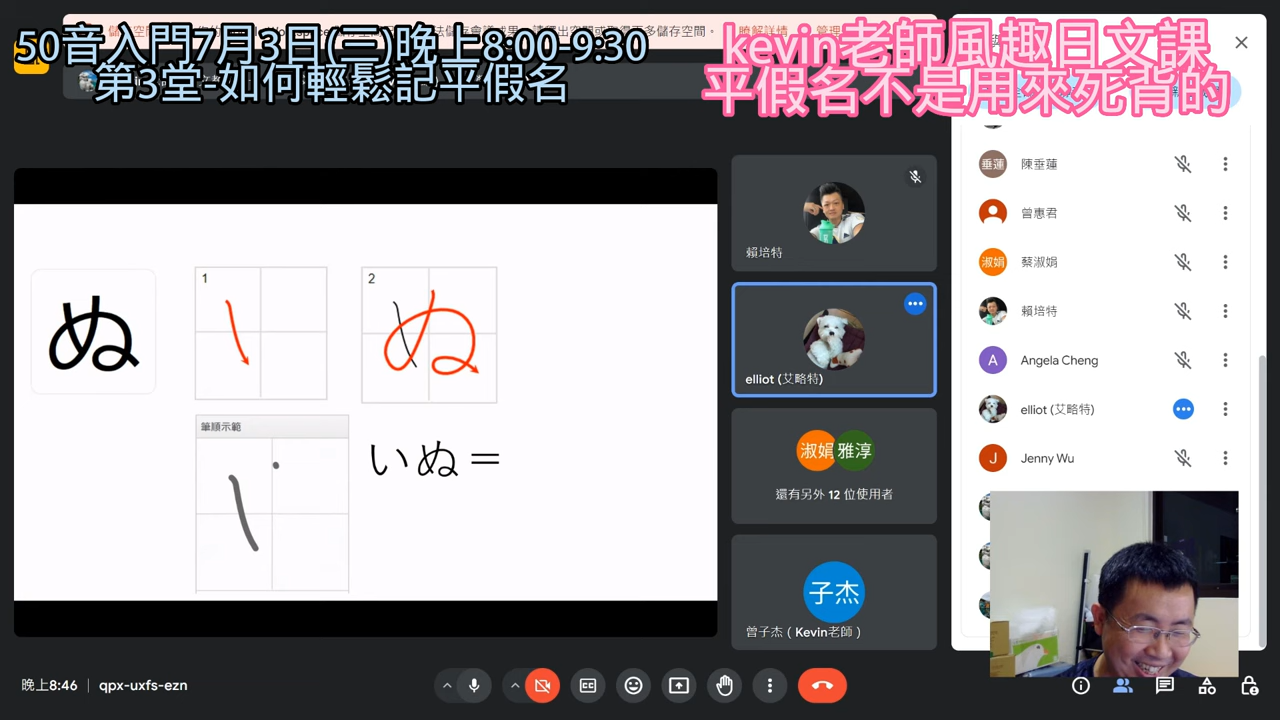 50音入門7月3日(三)晚上8:00-9:30
第3堂-如何輕鬆記平假名
kevin老師風趣日文課
平假名不是用來死背的
ぬ
1
2
筆順示範
いぬ＝
賴培特
elliot (艾略特)
淑娟
雅淳
還有另外 12 位使用者
子杰
曾子杰 ( Kevin老師 )
垂蓮
陳垂蓮
曾惠君
淑娟
蔡淑娟
賴培特
A
Angela Cheng
elliot (艾略特)
J
Jenny Wu
晚上8:46 | qpx-uxfs-ezn